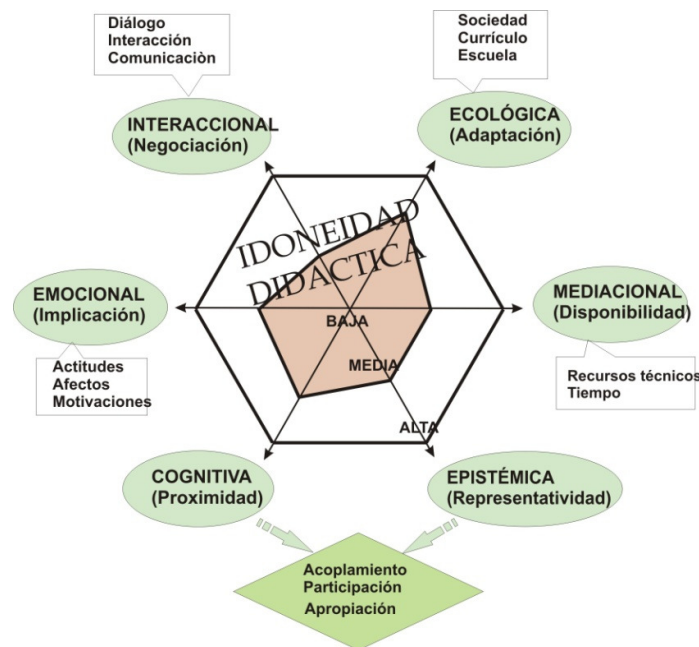 Diálogo
Interacción
Comunicaciòn
Sociedad
Currículo
Escuela
INTERACCIONAL
(Negociación)
ECOLÓGICA
(Adaptación)
IDONEIDAD
DIDACTICA
EMOCIONAL
(Implicación)
MEDIACIONAL
(Disponibilidad)
BAJA
MEDIA
ALTA
Actitudes
Afectos
Motivaciones
Recursos técnicos
Tiempo
COGNITIVA
(Proximidad)
EPISTÉMICA
(Representatividad)
Acoplamiento
Participación
Apropiación